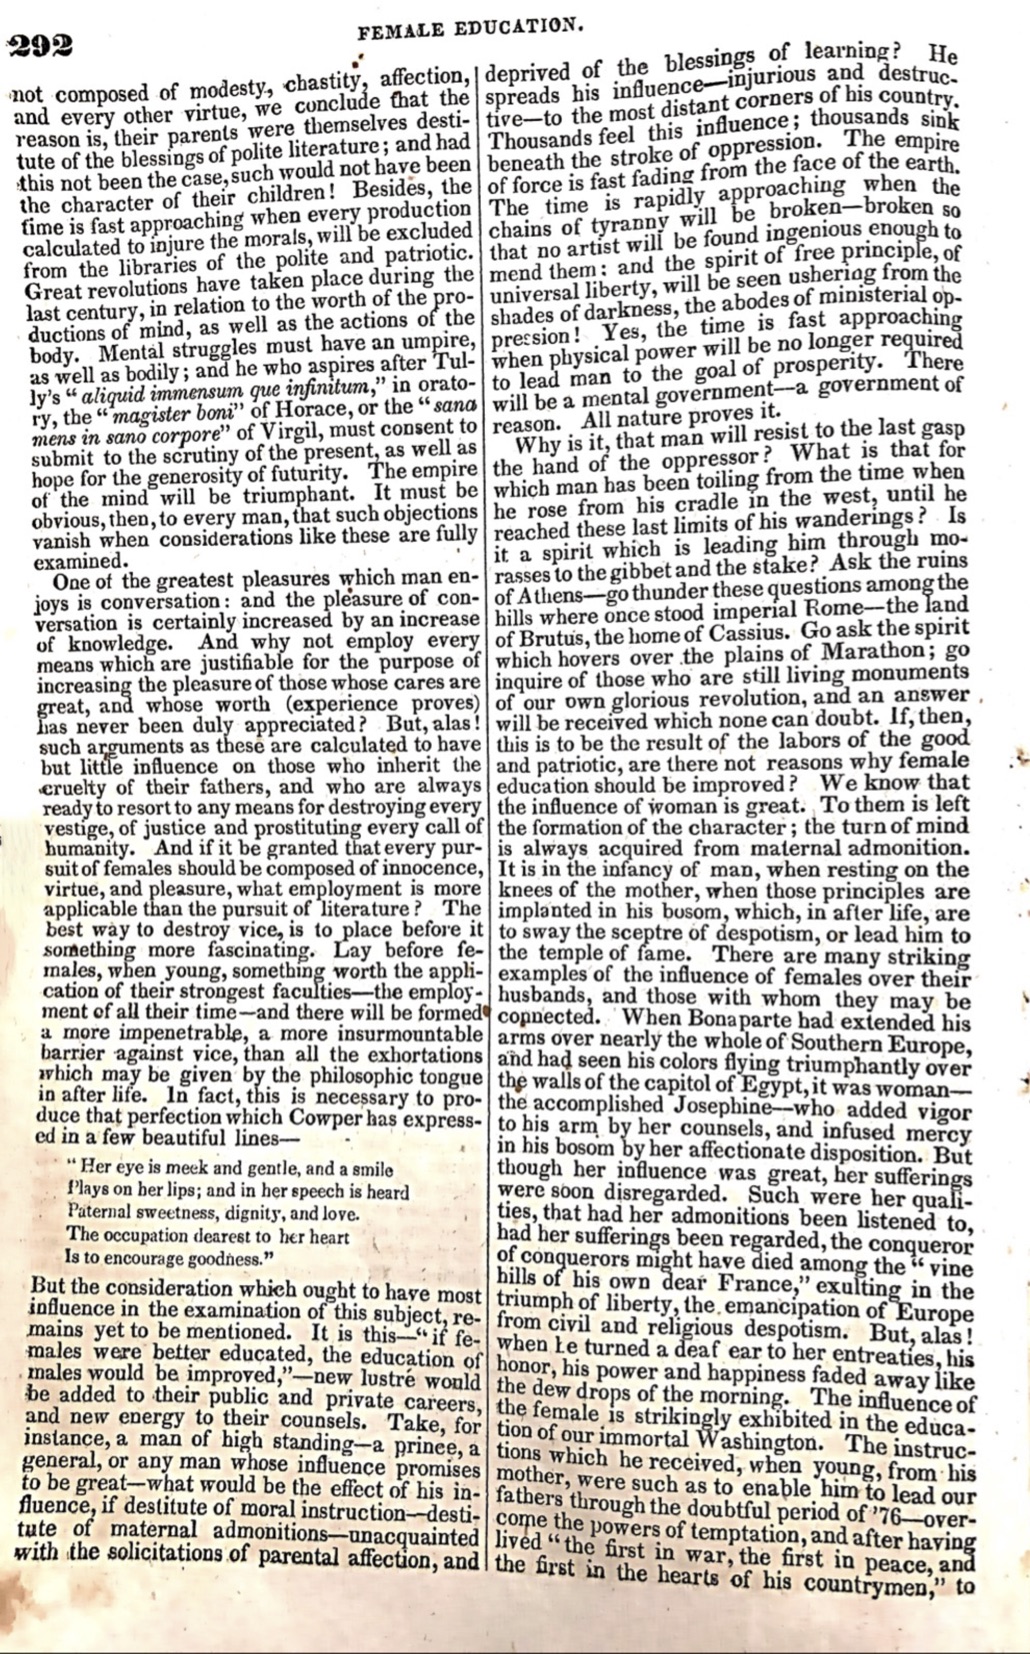 292
FEMALE EDUCATION.
not composed of modesty, chastity, affection,
and every other virtue, we conclude that the
reason is, their parents were themselves desti-
tute of the blessings of polite literature; and had
this not been the case, such would not have been
the character of their children! Besides, the
time is fast approaching when every production
calculated to injure the morals, will be excluded
from the libraries of the polite and patriotic.
Great revolutions have taken place during the
last century, in relation to the worth of the pro-
ductions of mind, as well as the actions of the
body. Mental struggles must have an umpire,
as well as bodily; and he who aspires after Tul-
ly's "aliquid immensum que infinitum," in orato-
ry, the "magister boni" of Horace, or the "sana
mens in sano corpore" of Virgil, must consent to
submit to the scrutiny of the present, as well as
hope for the generosity of futurity. The empire
of the mind will be triumphant. It must be
obvious, then, to every man, that such objections
vanish when considerations like these are fully
examined.
One of the greatest pleasures which man en-
joys is conversation: and the pleasure of con-
versation is certainly increased by an increase
of knowledge. And why not employ every
means which are justifiable for the purpose of
increasing the pleasure of those whose cares are
great, and whose worth (experience proves)
has never been duly appreciated? But, alas!
such arguments as these are calculated to have
but little influence on those who inherit the
cruelty of their fathers, and who are always
ready to resort to any means for destroying every
vestige, of justice and prostituting every call of
humanity. And if it be granted that every pur-
suit of females should be composed of innocence,
virtue, and pleasure, what employment is more
applicable than the pursuit of literature? The
best way to destroy vice, is to place before it
something more fascinating. Lay before fe-
males, when young, something worth the appli-
cation of their strongest faculties—the employ-
ment of all their time—and there will be formed
a more impenetrable, a more insurmountable
barrier against vice, than all the exhortations
which may be given by the philosophic tongue
in after life. In fact, this is necessary to pro-
duce that perfection which Cowper has express-
ed in a few beautiful lines—
"Her eye is meek and gentle, and a smile
Plays on her lips; and in her speech is heard
Paternal sweetness, dignity, and love.
The occupation dearest to her heart
Is to encourage goodness."
But the consideration which ought to have most
influence in the examination of this subject, re-
mains yet to be mentioned. It is this—"if fe-
males were better educated, the education of
males would be improved,"—new lustre would
be added to their public and private careers,
and new energy to their counsels. Take, for
instance, a man of high standing—a prince, a
general, or any man whose influence promises
to be great—what would be the effect of his in-
fluence, if destitute of moral instruction—desti-
tute of maternal admonitions—unacquainted
with the solicitations of parental affection, and
deprived of the blessings of learning? He
spreads his influence—injurious and destruc-
tive—to the most distant corners of his country.
Thousands feel this influence; thousands sink
beneath the stroke of oppression. The empire
of force is fast fading from the face of the earth.
The time is rapidly approaching when the
chains of tyranny will be broken—broken so
that no artist will be found ingenious enough to
mend them: and the spirit of free principle, of
universal liberty, will be seen ushering from the
shades of darkness, the abodes of ministerial op-
pression! Yes, the time is fast approaching
when physical power will be no longer required
to lead man to the goal of prosperity. There
will be a mental government—a government of
reason. All nature proves it.
Why is it, that man will resist to the last gasp
the hand of the oppressor? What is that for
which man has been toiling from the time when
he rose from his cradle in the west, until he
reached these last limits of his wanderings? Is
it a spirit which is leading him through mo-
rasses to the gibbet and the stake? Ask the ruins
of Athens—go thunder these questions among the
hills where once stood imperial Rome—the land
of Brutus, the home of Cassius. Go ask the spirit
which hovers over the plains of Marathon; go
inquire of those who are still living monuments
of our own glorious revolution, and an answer
will be received which none can doubt. If, then,
this is to be the result of the labors of the good
and patriotic, are there not reasons why female
education should be improved? We know that
the influence of woman is great. To them is left
the formation of the character; the turn of mind
is always acquired from maternal admonition.
It is in the infancy of man, when resting on the
knees of the mother, when those principles are
implanted in his bosom, which, in after life, are
to sway the sceptre of despotism, or lead him to
the temple of fame. There are many striking
examples of the influence of females over their
husbands, and those with whom they may be
connected. When Bonaparte had extended his
arms over nearly the whole of Southern Europe,
and had seen his colors flying triumphantly over
the walls of the capitol of Egypt, it was woman—
the accomplished Josephine—who added vigor
to his arm by her counsels, and infused mercy
in his bosom by her affectionate disposition. But
though her influence was great, her sufferings
were soon disregarded. Such were her quali-
ties, that had her admonitions been listened to,
had her sufferings been regarded, the conqueror
of conquerors might have died among the "vine
hills of his own dear France," exulting in the
triumph of liberty, the emancipation of Europe
from civil and religious despotism. But, alas!
when he turned a deaf ear to her entreaties, his
honor, his power and happiness faded away like
the dew drops of the morning. The influence of
the female is strikingly exhibited in the educa-
tion of our immortal Washington. The instruc-
tions which he received, when young, from his
mother, were such as to enable him to lead our
fathers through the doubtful period of '76—over-
come the powers of temptation, and after having
lived "the first in war, the first in peace, and
the first in the hearts of his countrymen," to